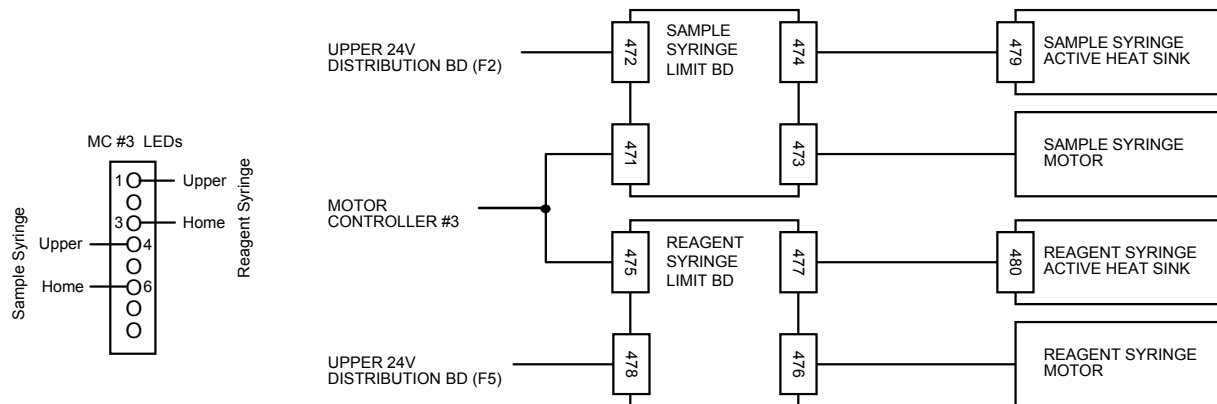 MC #3 LEDs
1
3
4
6
Upper
Home
Upper
Home
Sample Syringe
Reagent Syringe
UPPER 24V
DISTRIBUTION BD (F2)
MOTOR
CONTROLLER #3
UPPER 24V
DISTRIBUTION BD (F5)
472
471
SAMPLE
SYRINGE
LIMIT BD
474
473
475
478
REAGENT
SYRINGE
LIMIT BD
477
476
479
SAMPLE SYRINGE
ACTIVE HEAT SINK
SAMPLE SYRINGE
MOTOR
480
REAGENT SYRINGE
ACTIVE HEAT SINK
REAGENT SYRINGE
MOTOR